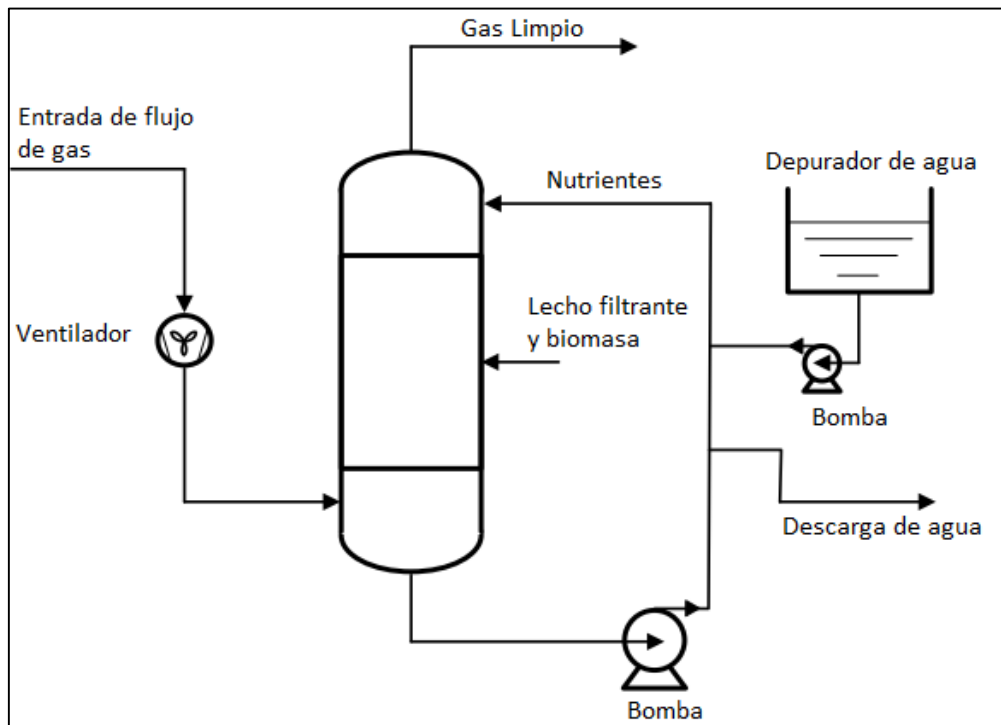 Gas Limpio
Entrada de flujo
de gas
Depurador de agua
Nutrientes
Lecho filtrante
y biomasa
Ventilador
Bomba
Descarga de agua
Bomba